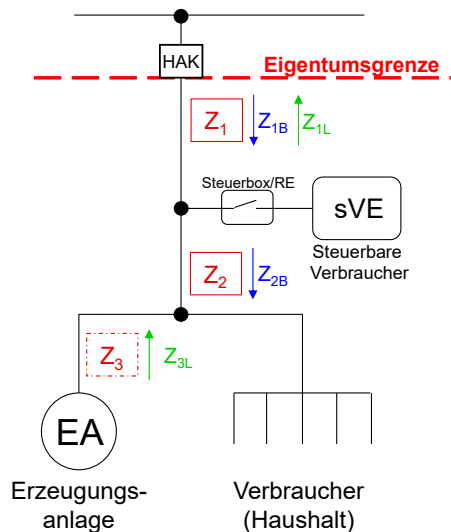 HAK
Eigentumsgrenze
Z1 Z1B Z1L
Steuerbox/RE
sVE
Steuerbare
Verbraucher
Z2 Z2B
Z3 Z3L
EA
Erzeugungs-
anlage
Verbraucher
(Haushalt)